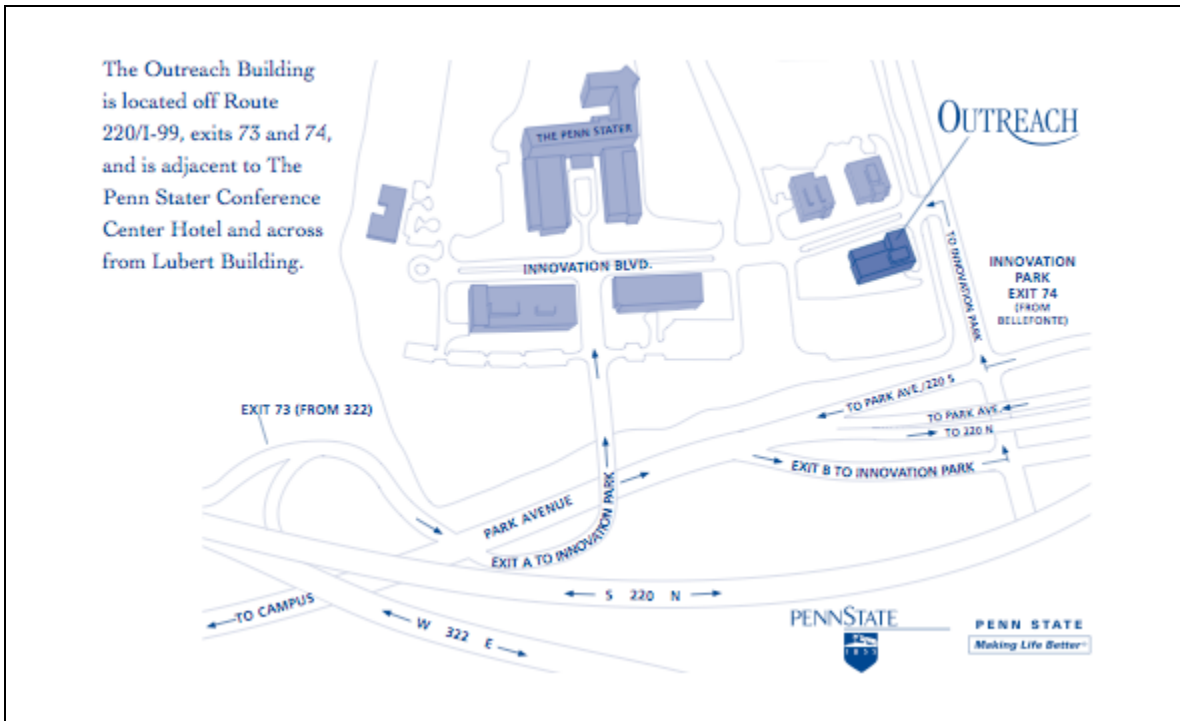 The Outreach Building
is located off Route
220/I-99, exits 73 and 74,
and is adjacent to The
Penn Stater Conference
Center Hotel and across
from Lubert Building.
OUTREACH
THE PENN STATER
INNOVATION BLVD.
TO INNOVATION PARK
INNOVATION
PARK
EXIT 74
(FROM
BELLEFONTE)
EXIT 73 (FROM 322)
TO PARK AVE./220 S
TO PARK AVE.
TO 220 N
EXIT B TO INNOVATION PARK
PARK AVENUE
EXIT A TO INNOVATION PARK
S 220 N
TO CAMPUS
W 322 E
PENNSTATE
1855
PENN STATE
Making Life Better